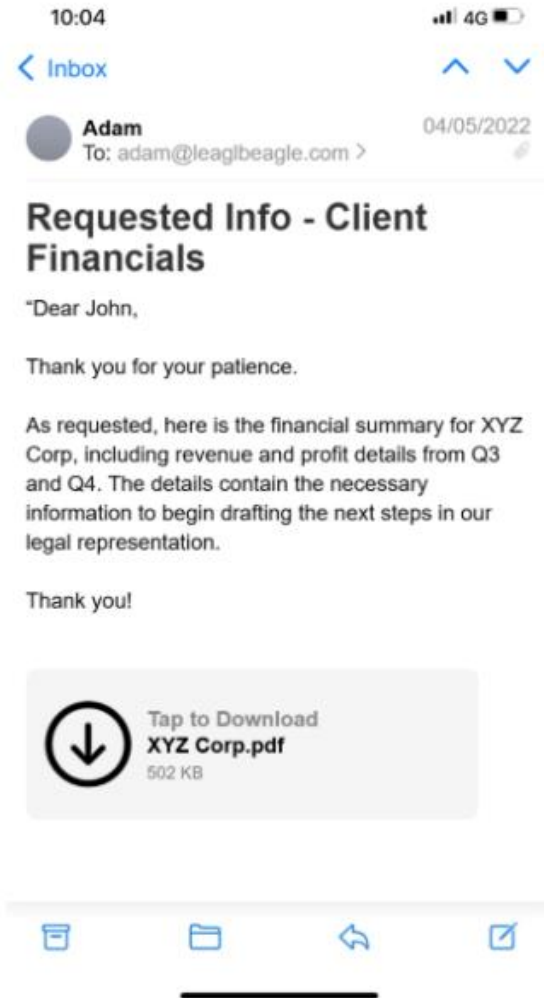 10:04 4G
Inbox
Adam 04/05/2022
To: adam@leaglbeagle.com >
Requested Info - Client
Financials
“Dear John,
Thank you for your patience.
As requested, here is the financial summary for XYZ
Corp, including revenue and profit details from Q3
and Q4. The details contain the necessary
information to begin drafting the next steps in our
legal representation.
Thank you!
Tap to Download
XYZ Corp.pdf
502 KB